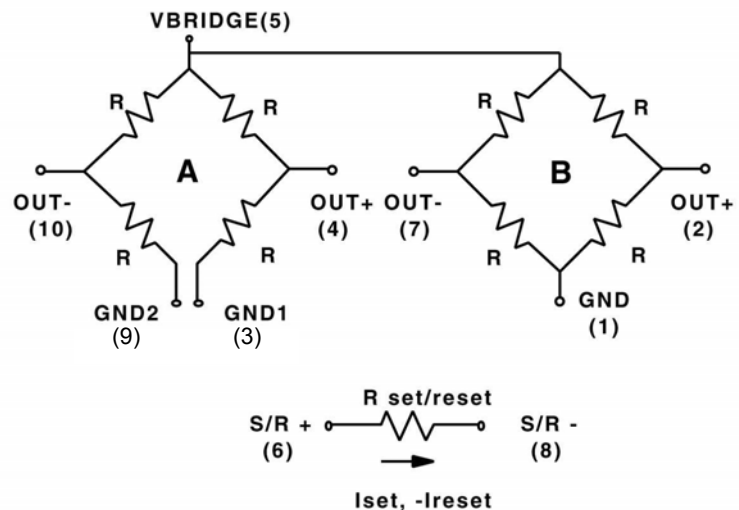 VBRIDGE(5)
R R R R
A B
OUT- OUT+ OUT- OUT+
(10) (4) (7) (2)
R R R R
GND2 GND1 GND
(9) (3) (1)
R set/reset
S/R + S/R -
(6) (8)
Iset, -Ireset